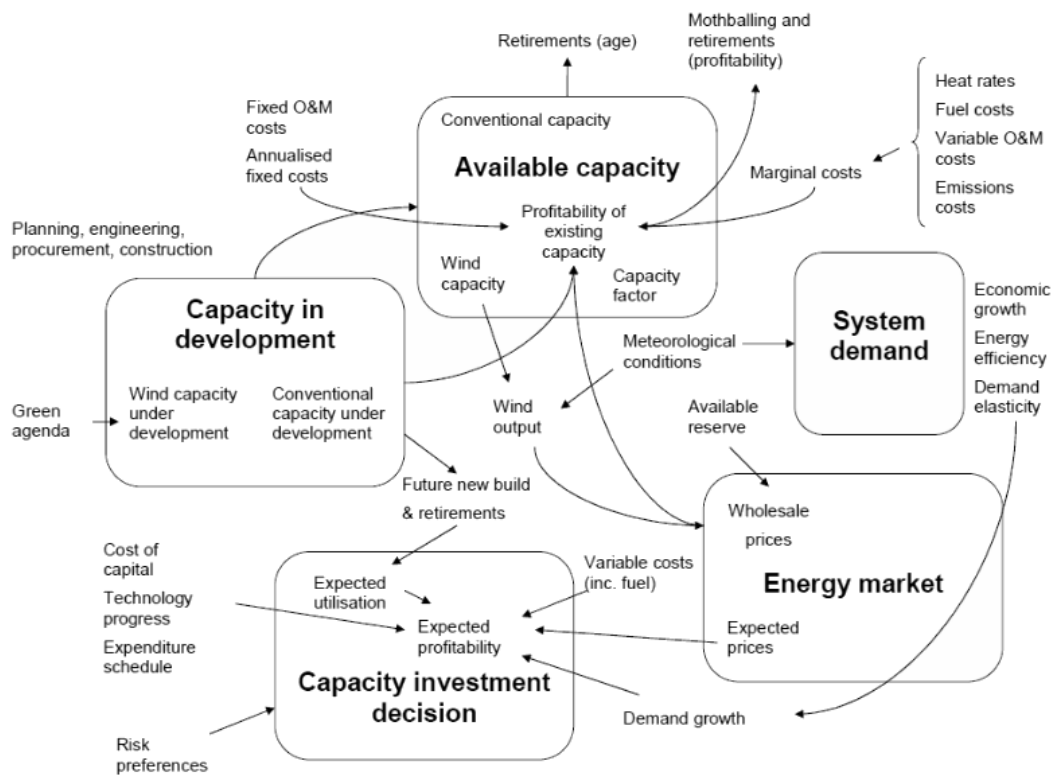 Retirements (age)
Mothballing and
retirements
(profitability)
Heat rates
Fuel costs
Variable O&M
costs
Emissions
costs
Fixed O&M
costs
Annualised
fixed costs
Conventional capacity
Available capacity
Marginal costs
Profitability of
existing
capacity
Wind
capacity
Capacity
factor
Planning, engineering,
procurement, construction
Capacity in
development
Wind capacity
under
development
Conventional
capacity under
development
Green
agenda
Meteorological
conditions
System
demand
Economic
growth
Energy
efficiency
Demand
elasticity
Wind
output
Available
reserve
Future new build
& retirements
Wholesale
prices
Energy market
Expected
prices
Cost of
capital
Technology
progress
Expenditure
schedule
Expected
utilisation
Variable costs
(inc. fuel)
Expected
profitability
Capacity investment
decision
Demand growth
Risk
preferences